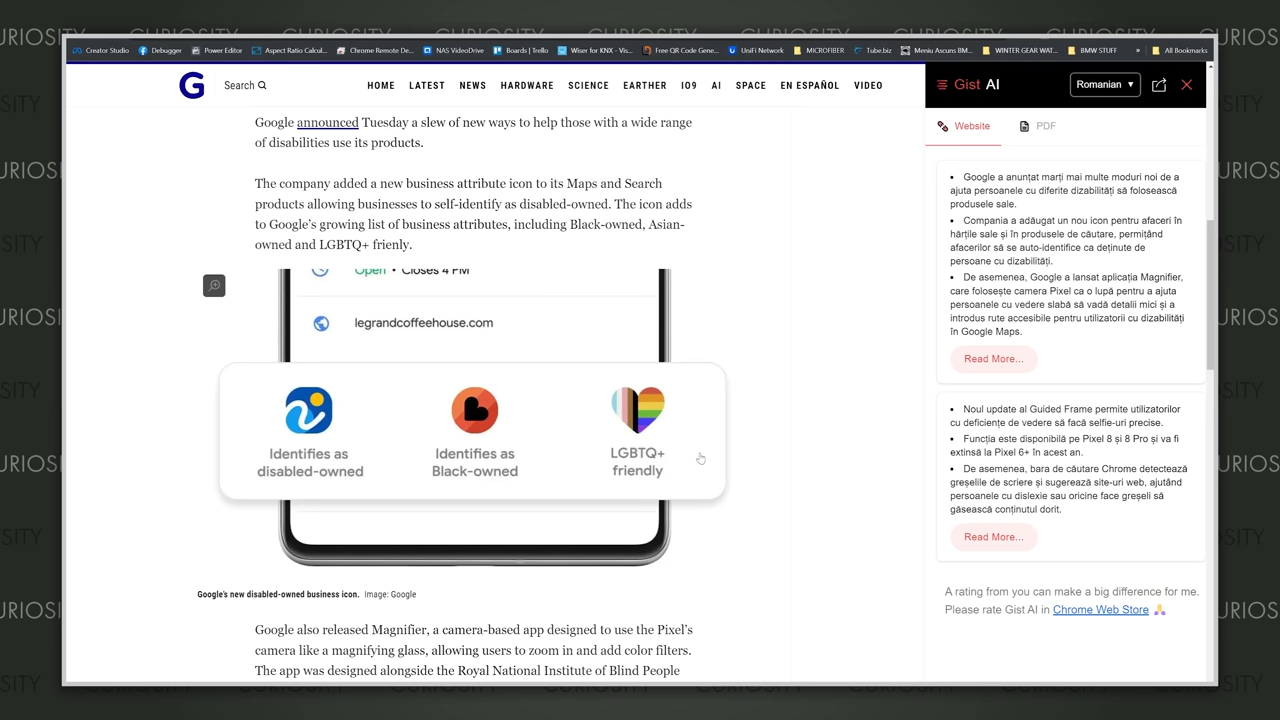 CURIOSITY
Creator Studio
Debugger
Power Editor
Aspect Ratio Calcul...
Chrome Remote De...
NAS VideoDrive
Boards | Trello
Wiser for KNX - Vis...
Free QR Code Gene...
UniFi Network
MICROFIBER
Tube.biz
Meniu Ascuns BM...
WINTER GEAR WAT...
BMW STUFF
»
All Bookmarks
G
Search
HOME
LATEST
NEWS
HARDWARE
SCIENCE
EARTHER
IO9
AI
SPACE
EN ESPAÑOL
VIDEO
Google announced Tuesday a slew of new ways to help those with a wide range
of disabilities use its products.
The company added a new business attribute icon to its Maps and Search
products allowing businesses to self-identify as disabled-owned. The icon adds
to Google's growing list of business attributes, including Black-owned, Asian-
owned and LGBTQ+ frienly.
Open • Closes 4 PM
legrandcoffeehouse.com
Identifies as
disabled-owned
Identifies as
Black-owned
LGBTQ+
friendly
Google's new disabled-owned business icon. Image: Google
Google also released Magnifier, a camera-based app designed to use the Pixel's
camera like a magnifying glass, allowing users to zoom in and add color filters.
The app was designed alongside the Royal National Institute of Blind People
Gist AI
Romanian
Website
PDF
• Google a anunțat marți mai multe moduri noi de a
ajuta persoanele cu diferite dizabilități să folosească
produsele sale.
• Compania a adăugat un nou icon pentru afaceri în
hărțile sale și în produsele de căutare, permițând
afacerilor să se auto-identifice ca deținute de
persoane cu dizabilități.
• De asemenea, Google a lansat aplicația Magnifier,
care folosește camera Pixel ca o lupă pentru a ajuta
persoanele cu vedere slabă să vadă detalii mici și a
introdus rute accesibile pentru utilizatorii cu dizabilități
în Google Maps.
Read More...
• Noul update al Guided Frame permite utilizatorilor
cu deficiențe de vedere să facă selfie-uri precise.
• Funcția este disponibilă pe Pixel 8 și 8 Pro și va fi
extinsă la Pixel 6+ în acest an.
• De asemenea, bara de căutare Chrome detectează
greșelile de scriere și sugerează site-uri web, ajutând
persoanele cu dislexie sau oricine face greșeli să
găsească conținutul dorit.
Read More...
A rating from you can make a big difference for me.
Please rate Gist AI in Chrome Web Store 🙏